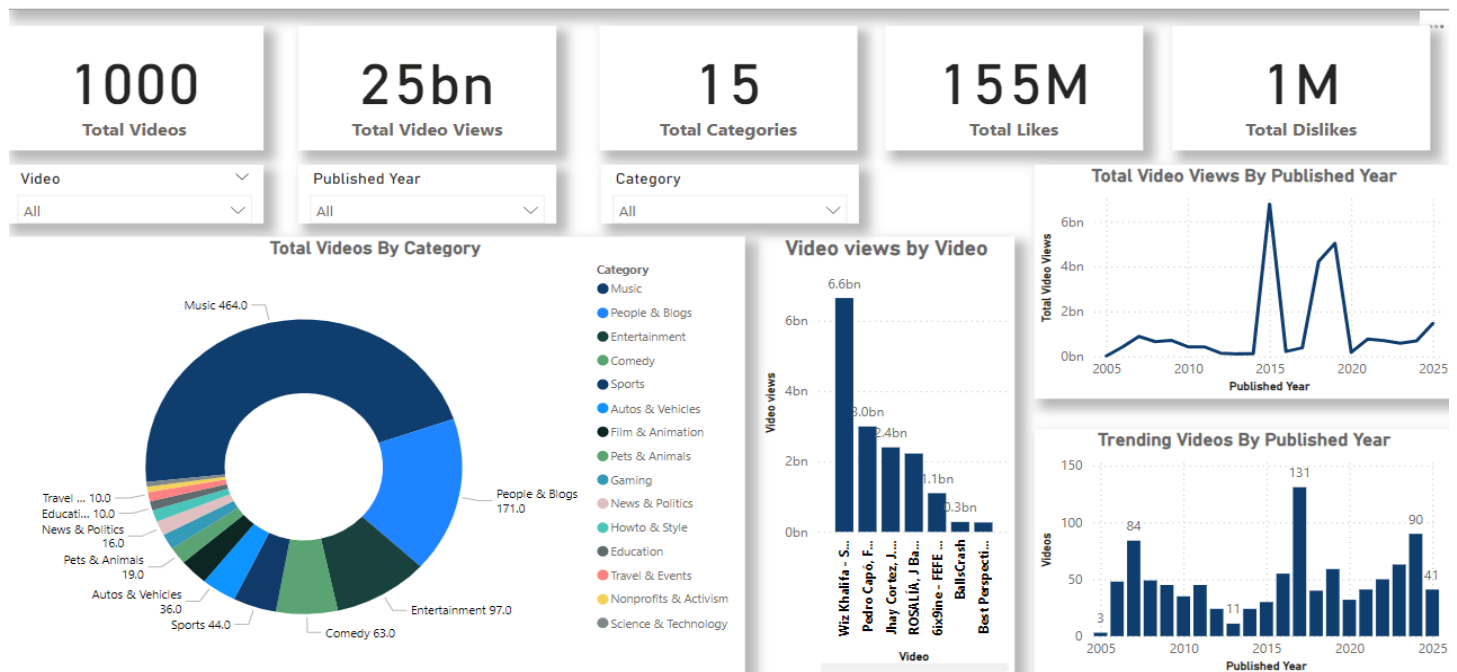 1000
Total Videos
25bn
Total Video Views
15
Total Categories
155M
Total Likes
1M
Total Dislikes
Video
All
Published Year
All
Category
All
Total Videos By Category
Music 464.0
People & Blogs
171.0
Entertainment 97.0
Comedy 63.0
Sports 44.0
Autos & Vehicles
36.0
Pets & Animals
19.0
News & Politics
16.0
Educati... 10.0
Travel ... 10.0
Category
Music
People & Blogs
Entertainment
Comedy
Sports
Autos & Vehicles
Film & Animation
Pets & Animals
Gaming
News & Politics
Howto & Style
Education
Travel & Events
Nonprofits & Activism
Science & Technology
Video views by Video
Video views
6bn
4bn
2bn
0bn
6.6bn
3.0bn
2.4bn
1.1bn
0.3bn
Wiz Khalifa - S...
Pedro Capó, F...
Jhay Cortez, J....
ROSALÍA, J Ba...
6ix9ine - FEFE ...
BallsCrash
Best Perspecti...
Video
Total Video Views By Published Year
Total Video Views
6bn
4bn
2bn
0bn
2005
2010
2015
2020
2025
Published Year
Trending Videos By Published Year
Videos
150
100
50
0
3
84
11
131
90
41
2005
2010
2015
2020
2025
Published Year